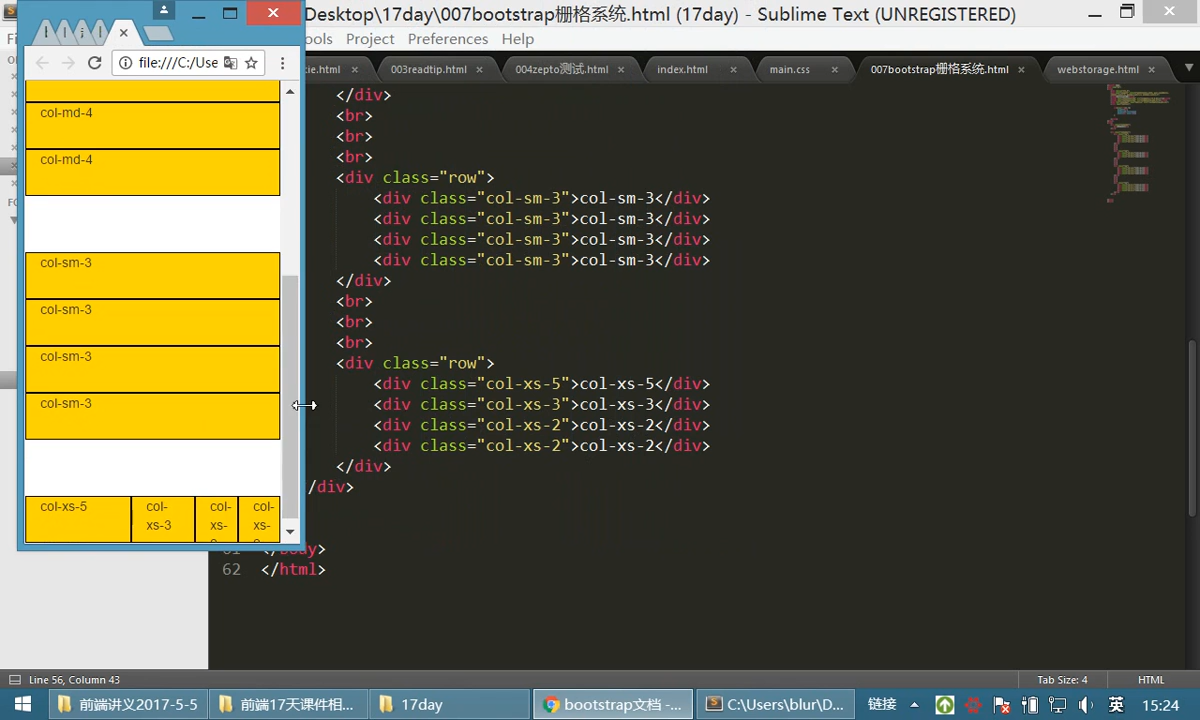 Desktop\17day\007bootstrap栅格系统.html (17day) - Sublime Text (UNREGISTERED)
Project
Preferences
Help
003readtip.html
004zepto测试.html
index.html
main.css
007bootstrap栅格系统.html
webstorage.html
file:///C:/Use
col-md-4
col-md-4
col-sm-3
col-sm-3
col-sm-3
col-sm-3
col-xs-5
col-
xs-3
col-
xs-
col-
xs-
</div>
<br>
<br>
<br>
<div class="row">
<div class="col-sm-3">col-sm-3</div>
<div class="col-sm-3">col-sm-3</div>
<div class="col-sm-3">col-sm-3</div>
<div class="col-sm-3">col-sm-3</div>
</div>
<br>
<br>
<br>
<div class="row">
<div class="col-xs-5">col-xs-5</div>
<div class="col-xs-3">col-xs-3</div>
<div class="col-xs-2">col-xs-2</div>
<div class="col-xs-2">col-xs-2</div>
</div>
/div>
</body>
62 </html>
Line 56, Column 43
Tab Size: 4
HTML
前端讲义2017-5-5
前端17天课件相...
17day
bootstrap文档 -...
C:\Users\blur\D...
链接
英
15:24